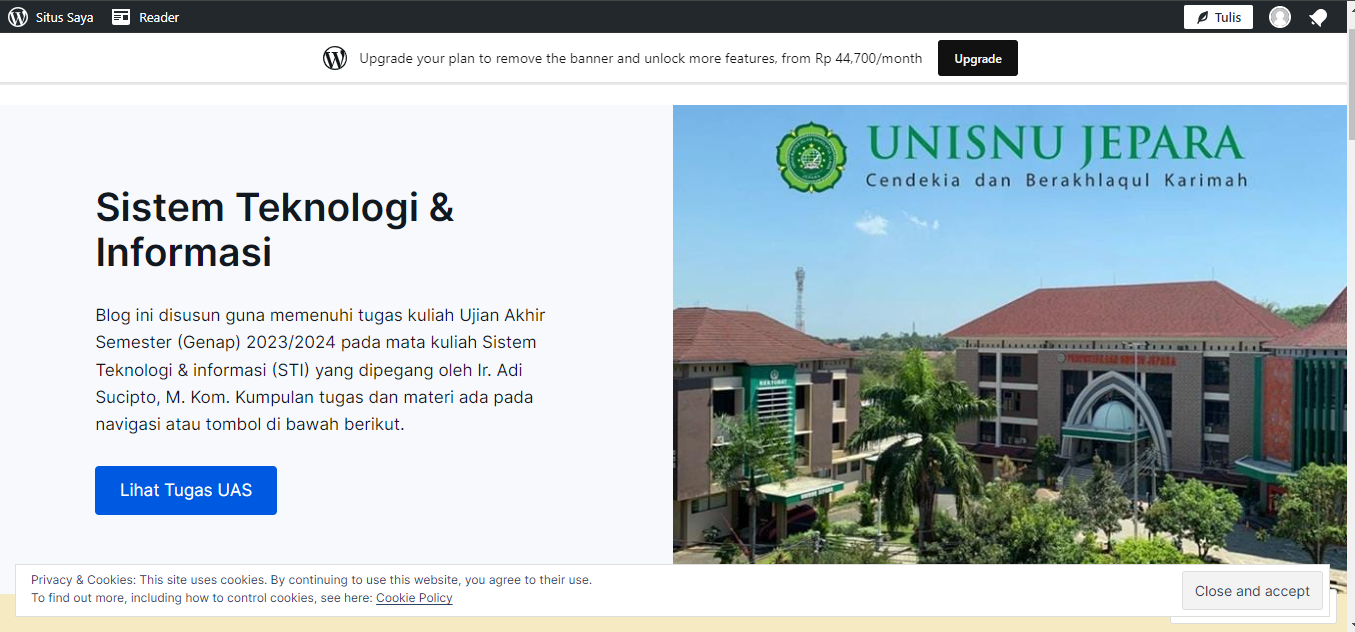 Situs Saya
Reader
Tulis
Upgrade your plan to remove the banner and unlock more features, from Rp 44,700/month
Upgrade
Sistem Teknologi &
Informasi
Blog ini disusun guna memenuhi tugas kuliah Ujian Akhir
Semester (Genap) 2023/2024 pada mata kuliah Sistem
Teknologi & informasi (STI) yang dipegang oleh Ir. Adi
Sucipto, M. Kom. Kumpulan tugas dan materi ada pada
navigasi atau tombol di bawah berikut.
Lihat Tugas UAS
UNISNU JEPARA
Cendekia dan Berakhlaqul Karimah
REKTORAT
PERPUSTAKAAN UNISNU JEPARA
UNISNU JEPARA
Privacy & Cookies: This site uses cookies. By continuing to use this website, you agree to their use.
To find out more, including how to control cookies, see here: Cookie Policy
Close and accept